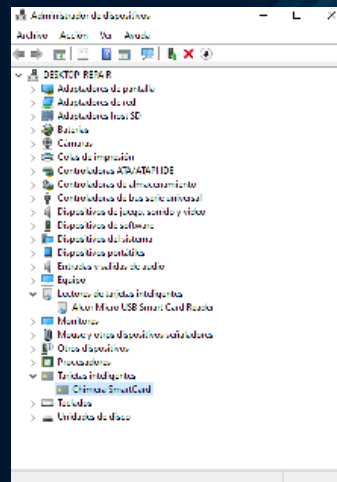 Administrador de dispositivos
Archivo Acción Ver Ayuda
DESKTOP-REPAIR
Adaptadores de pantalla
Adaptadores de red
Adaptadores host SD
Baterías
Cámaras
Colas de impresión
Controladoras ATA/ATAPI IDE
Controladoras de almacenamiento
Controladoras de bus serie universal
Dispositivos de juego, sonido y vídeo
Dispositivos de software
Dispositivos del sistema
Dispositivos portátiles
Entradas y salidas de audio
Equipo
Lectores de tarjetas inteligentes
Alcor Micro USB Smart Card Reader
Monitores
Mouse y otros dispositivos señaladores
Otros dispositivos
Procesadores
Tarjetas inteligentes
Chimera SmartCard
Teclados
Unidades de disco